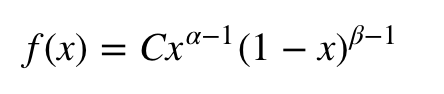 f(x) = Cx^{α−1}(1 − x)^{β−1}